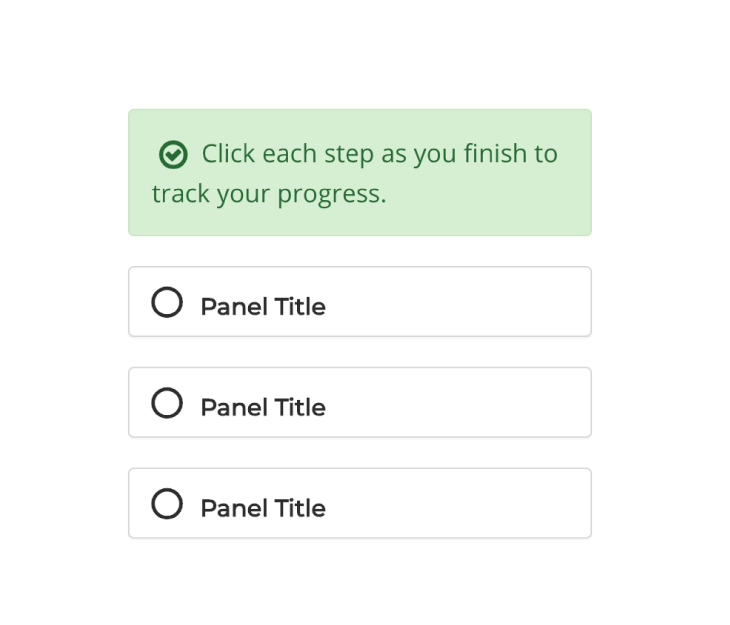 Click each step as you finish to
track your progress.
Panel Title
Panel Title
Panel Title